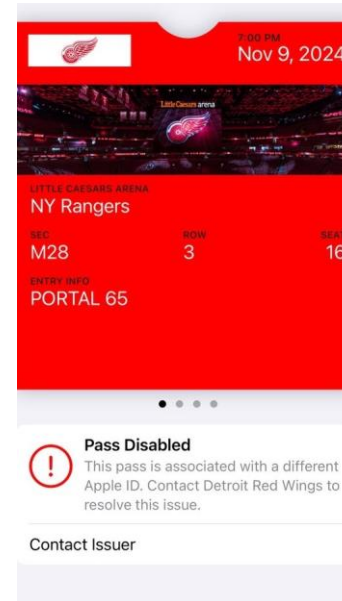 7:00 PM
Nov 9, 2024
Little Caesars arena
LITTLE CAESARS ARENA
NY Rangers
SEC ROW SEA
M28 3 16
ENTRY INFO
PORTAL 65
Pass Disabled
This pass is associated with a different
Apple ID. Contact Detroit Red Wings to
resolve this issue.
Contact Issuer